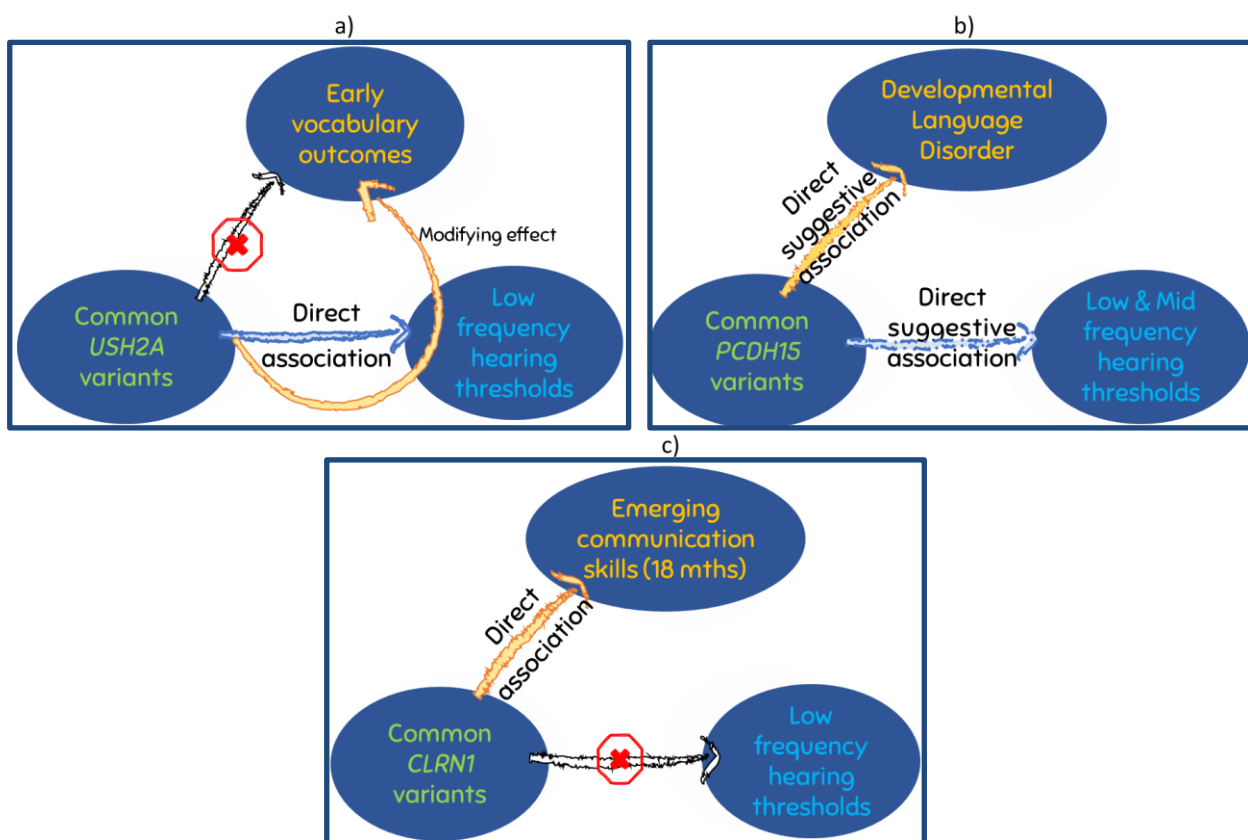 a)
Early
vocabulary
outcomes
Modifying effect
Common
USH2A
variants
Direct
association
Low
frequency
hearing
thresholds
b)
Developmental
Language
Disorder
Direct
suggestive
association
Common
PCDH15
variants
Direct
suggestive
association
Low & Mid
frequency
hearing
thresholds
c)
Emerging
communication
skills (18 mths)
Direct
association
Common
CLRN1
variants
Low
frequency
hearing
thresholds